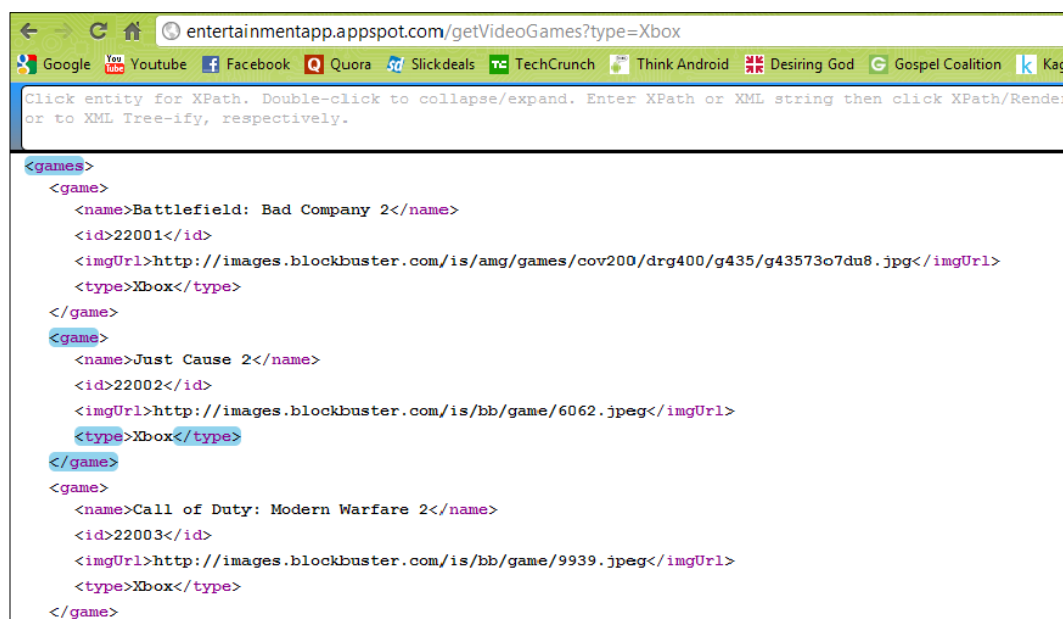 entertainmentapp.appspot.com/getVideoGames?type=Xbox
Google You Tube Youtube f Facebook Q Quora sd Slickdeals TC TechCrunch Think Android Desiring God G Gospel Coalition k Kag
Click entity for XPath. Double-click to collapse/expand. Enter XPath or XML string then click XPath/Render
or to XML Tree-ify, respectively.
<games>
<game>
<name>Battlefield: Bad Company 2</name>
<id>22001</id>
<imgUrl>http://images.blockbuster.com/is/amg/games/cov200/drg400/g435/g43573o7du8.jpg</imgUrl>
<type>Xbox</type>
</game>
<game>
<name>Just Cause 2</name>
<id>22002</id>
<imgUrl>http://images.blockbuster.com/is/bb/game/6062.jpeg</imgUrl>
<type>Xbox</type>
</game>
<game>
<name>Call of Duty: Modern Warfare 2</name>
<id>22003</id>
<imgUrl>http://images.blockbuster.com/is/bb/game/9939.jpeg</imgUrl>
<type>Xbox</type>
</game>